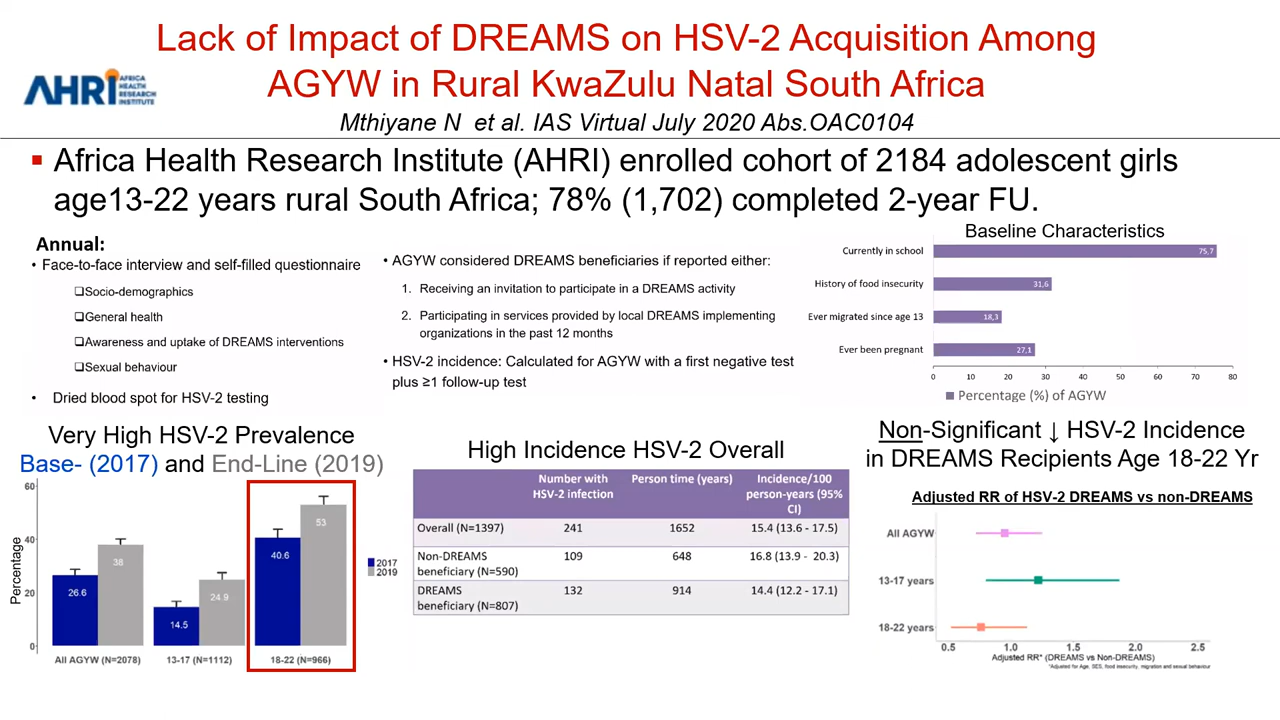 Lack of Impact of DREAMS on HSV-2 Acquisition Among
AGYW in Rural KwaZulu Natal South Africa
AHRI AFRICA
HEALTH
RESEARCH
INSTITUTE
Mthiyane N et al. IAS Virtual July 2020 Abs.OAC0104
▪ Africa Health Research Institute (AHRI) enrolled cohort of 2184 adolescent girls
age13-22 years rural South Africa; 78% (1,702) completed 2-year FU.
Annual:
• Face-to-face interview and self-filled questionnaire
❑Socio-demographics
❑General health
❑Awareness and uptake of DREAMS interventions
❑Sexual behaviour
• Dried blood spot for HSV-2 testing
• AGYW considered DREAMS beneficiaries if reported either:
1. Receiving an invitation to participate in a DREAMS activity
2. Participating in services provided by local DREAMS implementing
organizations in the past 12 months
• HSV-2 incidence: Calculated for AGYW with a first negative test
plus ≥1 follow-up test
Baseline Characteristics
Currently in school 75,7
History of food insecurity 31,6
Ever migrated since age 13 18,3
Ever been pregnant 27,1
0 10 20 30 40 50 60 70 80
Percentage (%) of AGYW
Very High HSV-2 Prevalence
Base- (2017) and End-Line (2019)
Percentage
60
40
20
0
26.6 38
14.5 24.9
40.6 53
2017
2019
All AGYW (N=2078) 13-17 (N=1112) 18-22 (N=966)
High Incidence HSV-2 Overall
Number with
HSV-2 infection
Person time (years)
Incidence/100
person-years (95%
CI)
Overall (N=1397) 241 1652 15.4 (13.6 - 17.5)
Non-DREAMS
beneficiary (N=590)
109 648 16.8 (13.9 - 20.3)
DREAMS
beneficiary (N=807)
132 914 14.4 (12.2 - 17.1)
Non-Significant ↓ HSV-2 Incidence
in DREAMS Recipients Age 18-22 Yr
Adjusted RR of HSV-2 DREAMS vs non-DREAMS
All AGYW
13-17 years
18-22 years
0.5 1.0 1.5 2.0 2.5
Adjusted RR* (DREAMS vs Non-DREAMS)
*Adjusted for Age, SES, food insecurity, migration and sexual behaviour